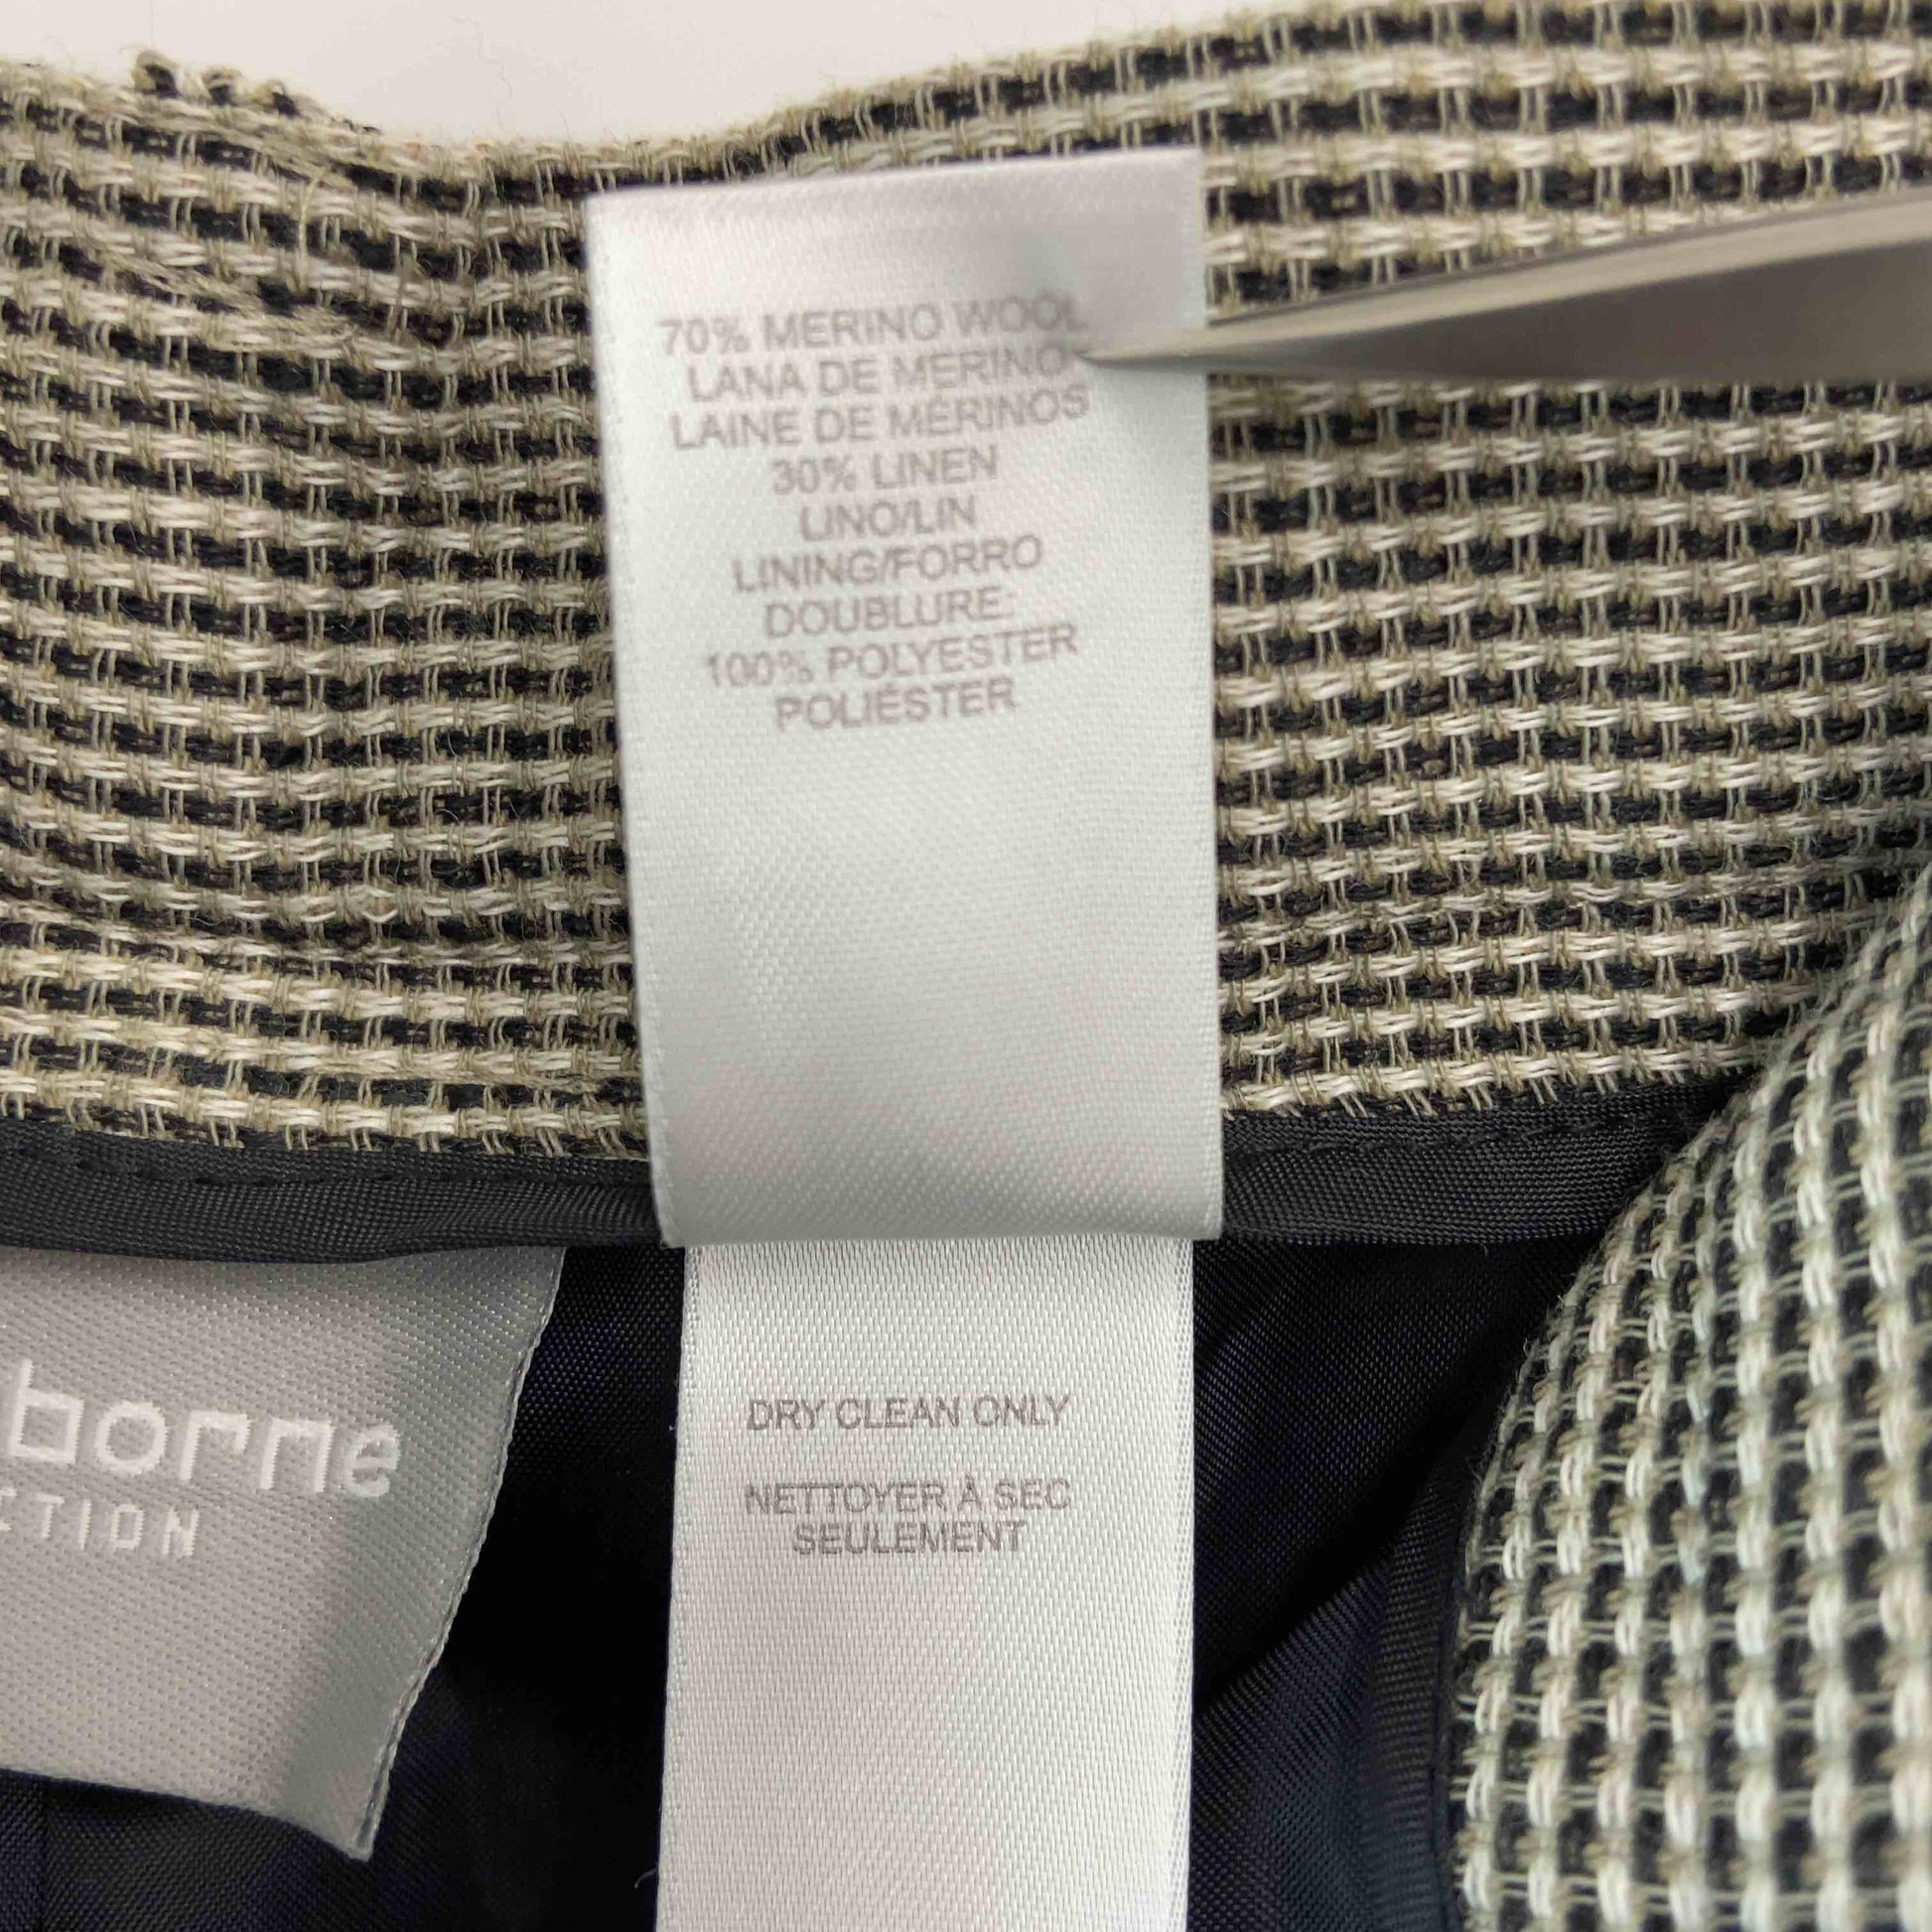 70% MERINO WOOL
LANA DE MERINO
LAINE DE MÉRINOS
30% LINEN
LINO/LIN
LINING/FORRO
DOUBLURE:
100% POLYESTER
POLIÉSTER
borne
CTION
DRY CLEAN ONLY
NETTOYER À SEC
SEULEMENT